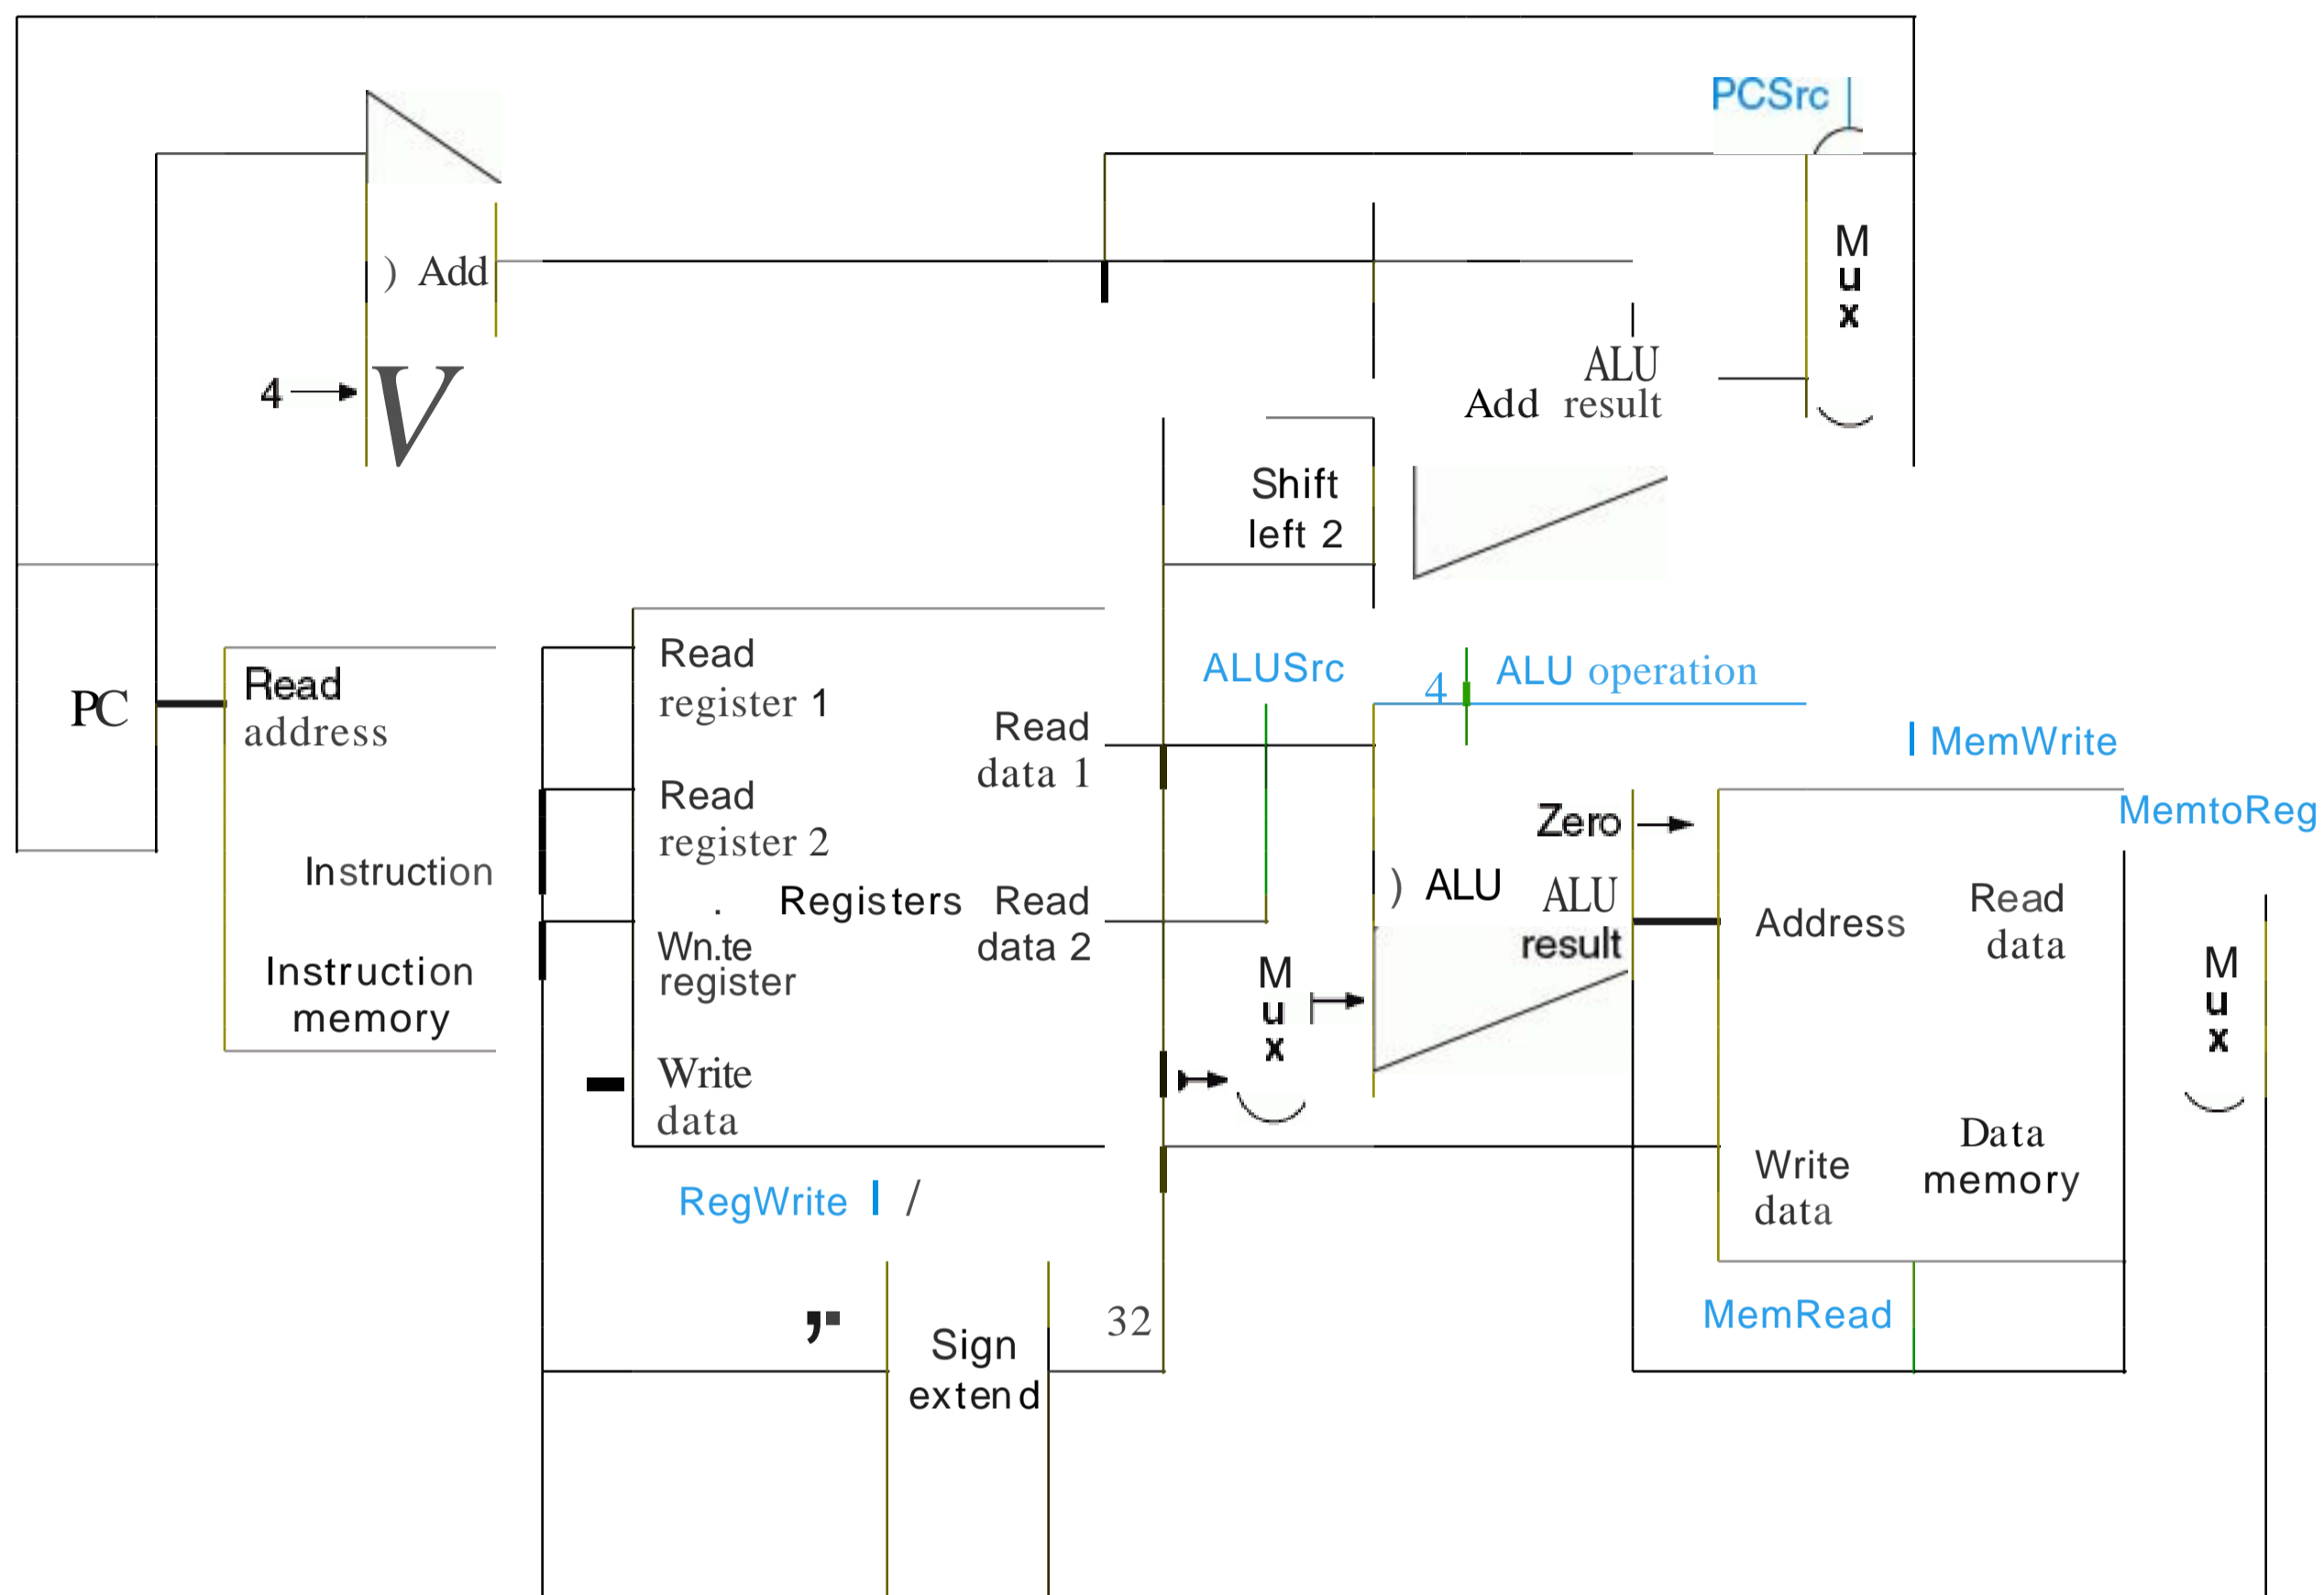 PCSrc
M
u
x
) Add
ALU
Add result
4
V
Shift
left 2
Read
register 1
ALUSrc
4
ALU operation
Read
address
PC
Read
data 1
MemWrite
Read
register 2
MemtoReg
Zero
Instruction
) ALU
ALU
result
. Registers
Read
data 2
Address
Read
data
Wn.te
register
Instruction
memory
M
u
x
M
u
x
Write
data
Data
memory
Write
data
RegWrite /
MemRead
32
Sign
extend